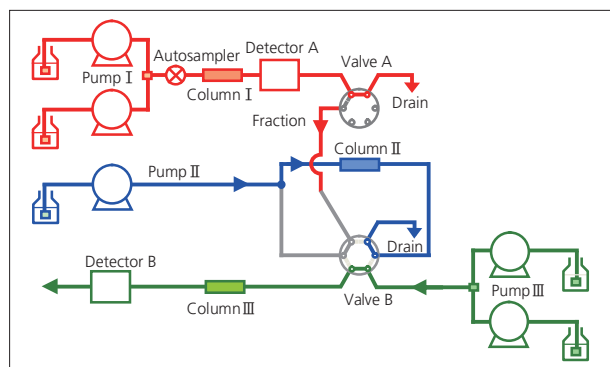 Pump Ⅰ
Autosampler
Column Ⅰ
Detector A
Valve A
Drain
Fraction
Column Ⅱ
Pump Ⅱ
Drain
Detector B
Column Ⅲ
Valve B
Pump Ⅲ